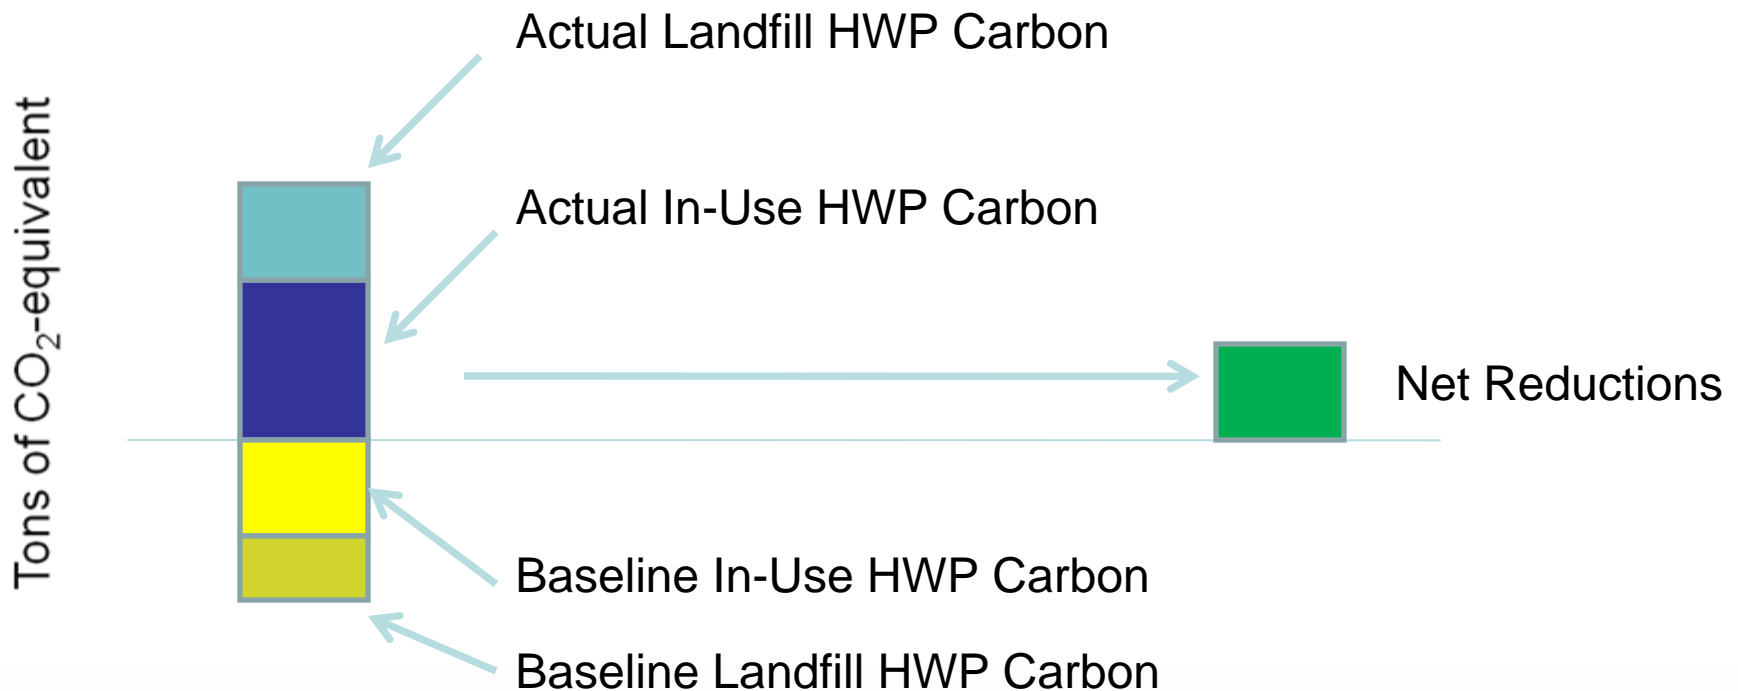 Actual Landfill HWP Carbon
Tons of CO₂-equivalent
Actual In-Use HWP Carbon
Net Reductions
Baseline In-Use HWP Carbon
Baseline Landfill HWP Carbon